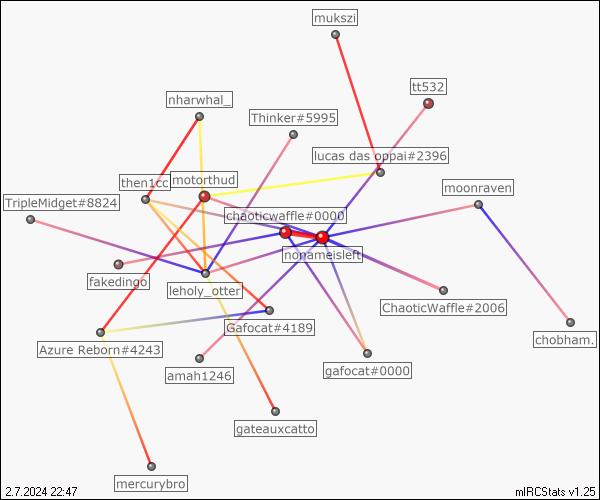 mukszi
tt532
nharwhal_
Thinker#5995
lucas das oppai#2396
then1cc
motorthud
moonraven
TripleMidget#8824
chaoticwaffle#0000
nonameisleft
fakedingo
leholy_otter
ChaoticWaffle#2006
Gafocat#4189
chobham.
Azure Reborn#4243
amah1246
gafocat#0000
gateauxcatto
mercurybro
2.7.2024 22:47
mIRCStats v1.25